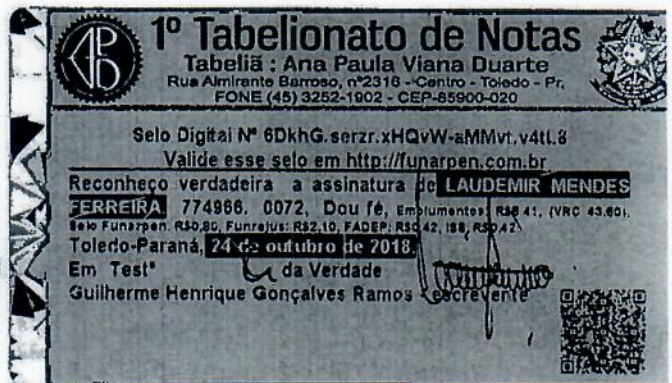 1º Tabelionato de Notas
Tabeliã : Ana Paula Viana Duarte
Rua Almirante Barroso, nº2316 - Centro - Toledo - Pr.
FONE (45) 3252-1902 - CEP-85900-020
Selo Digital Nº 6DkhG.serzr.xHQvW-aMMvt.v4tL8
Valide esse selo em http://funarpen.com.br
Reconheço verdadeira a assinatura de LAUDEMIR MENDES
FERREIRA 774966. 0072, Dou fé, Emolumentos: R$8,41, (VRC 43,60),
Selo Funarpen. R$0,80, Funrejus: R$2,10, FADEP: R$0,42, ISS, R$0,42
Toledo-Paraná, 24 de outubro de 2018
Em Testº da Verdade
Guilherme Henrique Gonçalves Ramos - escrevente